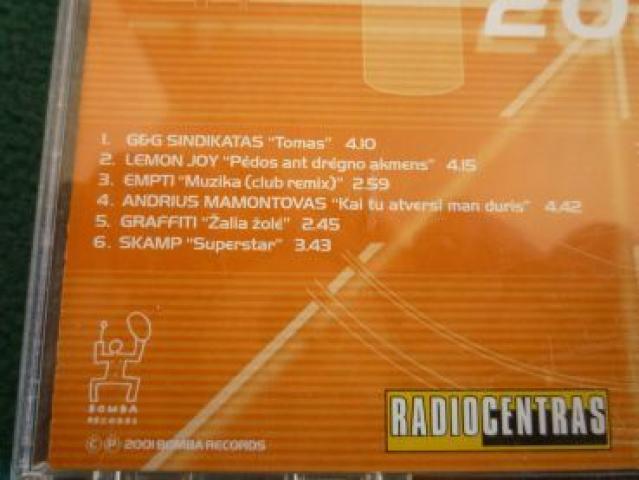 20
1. G&G SINDIKATAS "Tomas" 4.10
2. LEMON JOY "Pėdos ant drėgno akmens" 4.15
3. EMPTI "Muzika (club remix)" 2.59
4. ANDRIUS MAMONTOVAS "Kai tu atversi man duris" 4.42
5. GRAFFITI "Žalia žolė" 2.45
6. SKAMP "Superstar" 3.43
BOMBA
RECORDS
© ℗ 2001 BOMBA RECORDS
RADIOCENTRAS